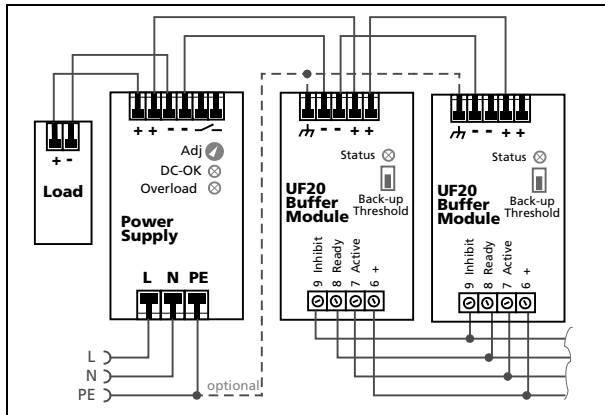 + -
Load
+ + - -
Adj
DC-OK
Overload
Power
Supply
L N PE
L
N
PE
optional
- - + +
Status
UF20
Buffer
Module
Back-up
Threshold
9 Inhibit
8 Ready
7 Active
6 +
- - + +
Status
UF20
Buffer
Module
Back-up
Threshold
9 Inhibit
8 Ready
7 Active
6 +